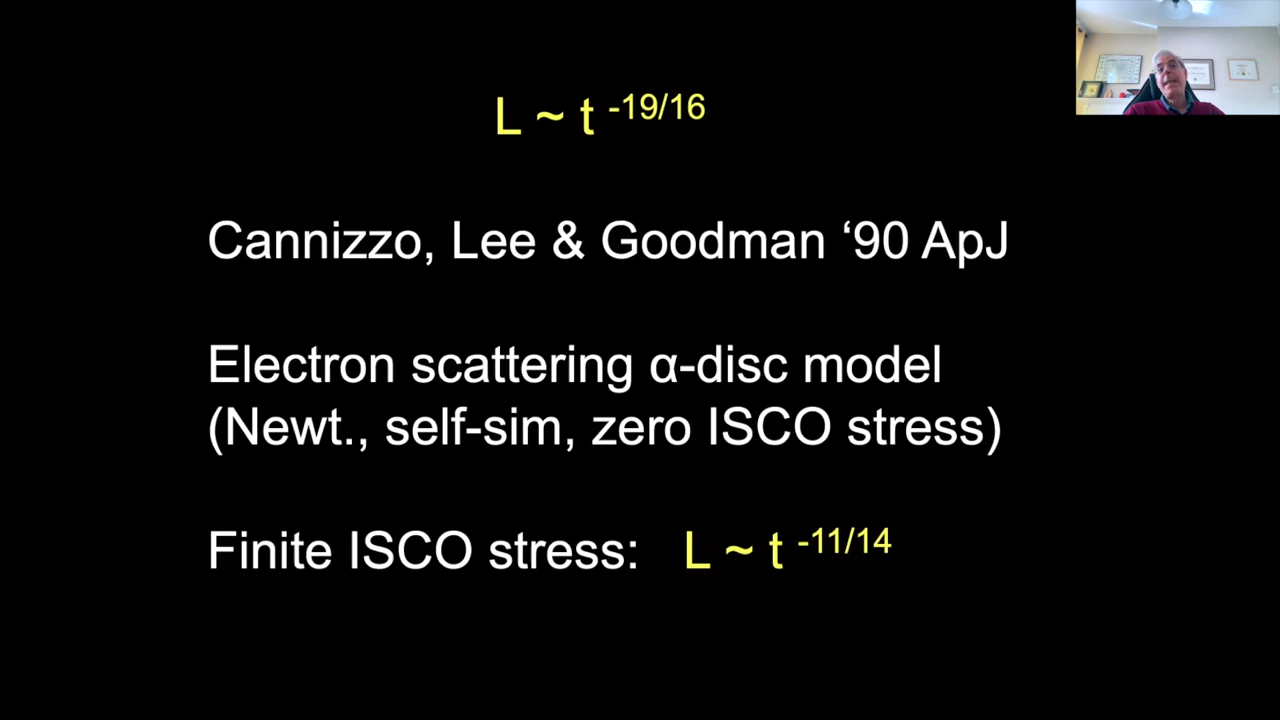 L ~ t -19/16
Cannizzo, Lee & Goodman ‘90 ApJ
Electron scattering α-disc model
(Newt., self-sim, zero ISCO stress)
Finite ISCO stress: L ~ t -11/14